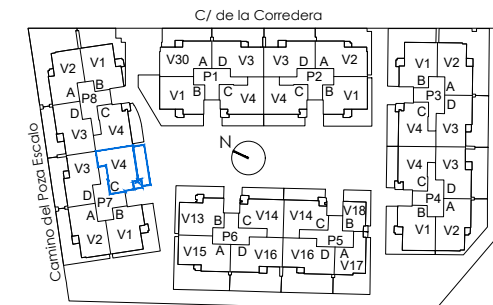 C/ de la Corredera
V30 A D V3 V3 D A V2
P1 P2
V1 B C V4 V4 C B V1
V2 V1
B
P8
A
D C
V3 V4
V3 V4
C
D
P7
A B
V2 V1
Camino del Poza Escalo
N
V1 V2
B A
P3
C D
V4 V3
V4 V3
C D
P4
B A
V1 V2
V13 B C V14 V14 C B V18
P6 P5
V15 A D V16 V16 D A V17